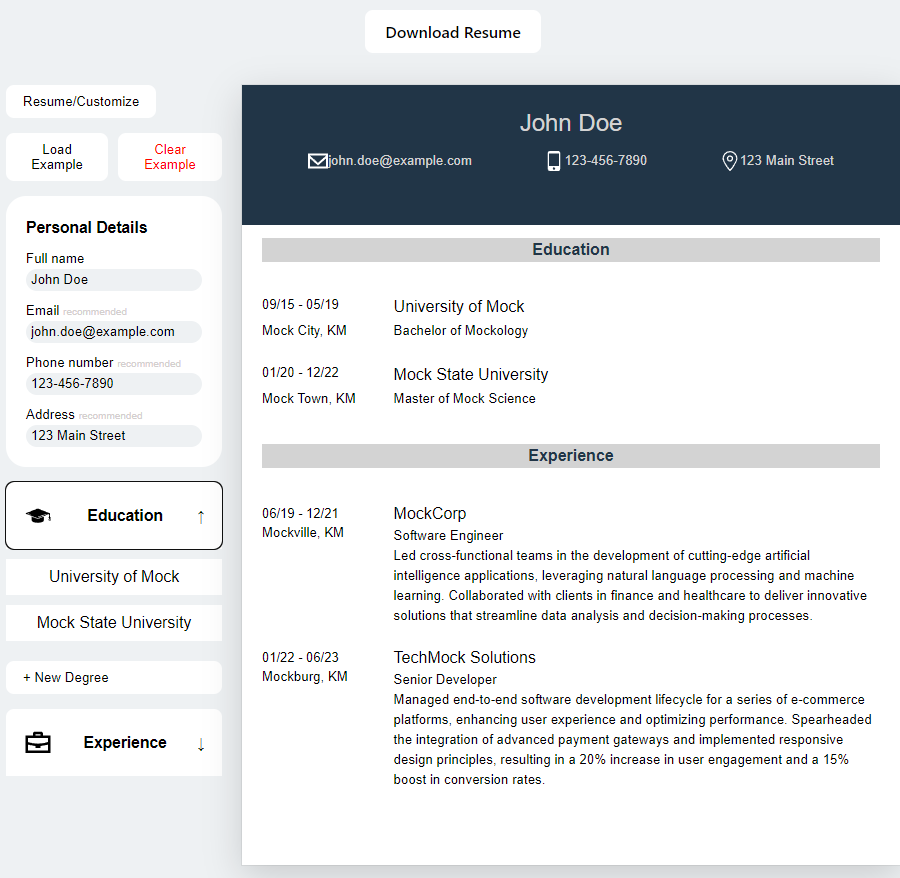 Download Resume
Resume/Customize
Load
Example
Clear
Example
Personal Details
Full name
John Doe
Email recommended
john.doe@example.com
Phone number recommended
123-456-7890
Address recommended
123 Main Street
Education ↑
University of Mock
Mock State University
+ New Degree
Experience ↓
John Doe
john.doe@example.com
123-456-7890
123 Main Street
Education
09/15 - 05/19
University of Mock
Mock City, KM
Bachelor of Mockology
01/20 - 12/22
Mock State University
Mock Town, KM
Master of Mock Science
Experience
06/19 - 12/21
Mockville, KM
MockCorp
Software Engineer
Led cross-functional teams in the development of cutting-edge artificial
intelligence applications, leveraging natural language processing and machine
learning. Collaborated with clients in finance and healthcare to deliver innovative
solutions that streamline data analysis and decision-making processes.
01/22 - 06/23
Mockburg, KM
TechMock Solutions
Senior Developer
Managed end-to-end software development lifecycle for a series of e-commerce
platforms, enhancing user experience and optimizing performance. Spearheaded
the integration of advanced payment gateways and implemented responsive
design principles, resulting in a 20% increase in user engagement and a 15%
boost in conversion rates.